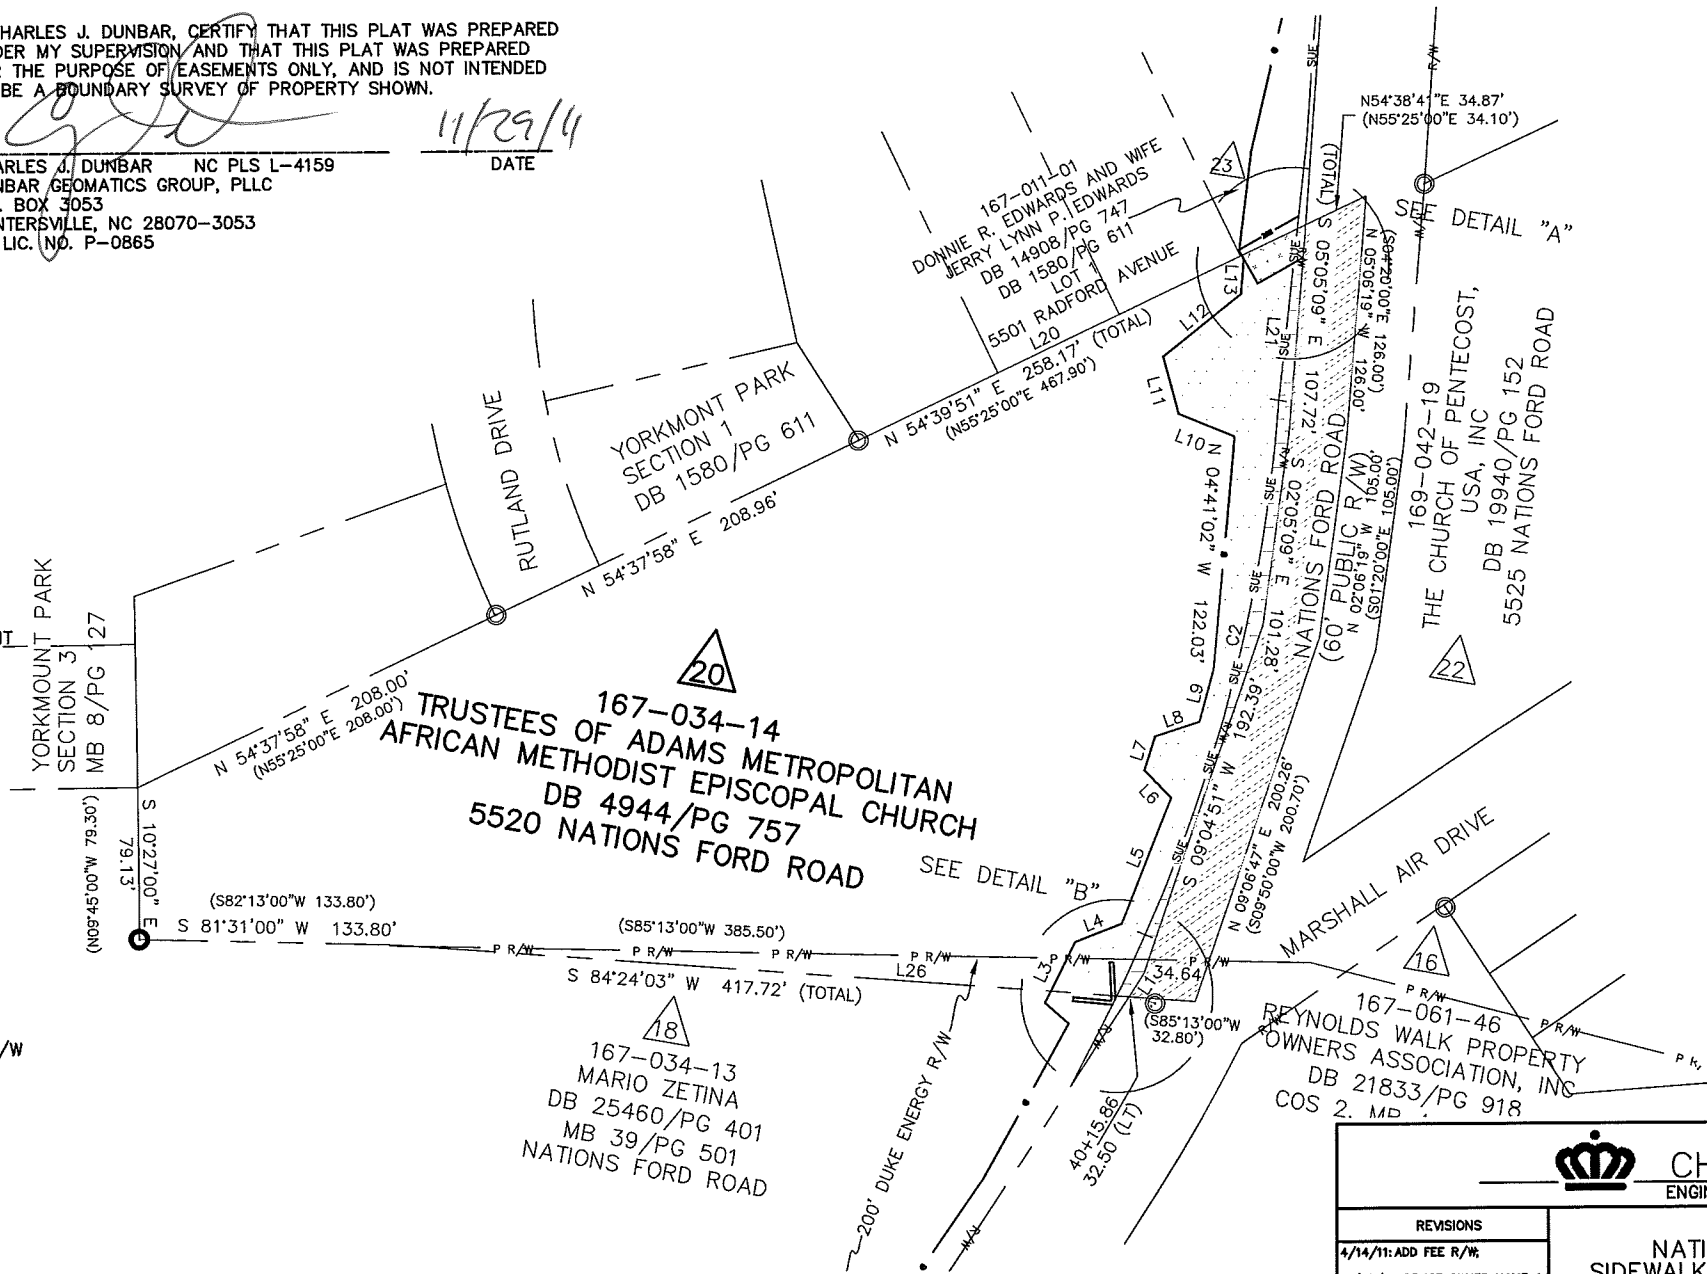 HARLES J. DUNBAR, CERTIFY THAT THIS PLAT WAS PREPARED
DER MY SUPERVISION AND THAT THIS PLAT WAS PREPARED
THE PURPOSE OF EASEMENTS ONLY, AND IS NOT INTENDED
BE A BOUNDARY SURVEY OF PROPERTY SHOWN.
11/29/11
ARLES J. DUNBAR NC PLS L-4159
DATE
NBAR GEOMATICS GROUP, PLLC
. BOX 3053
NTERSVILLE, NC 28070-3053
LIC. NO. P-0865
N54°38'41"E 34.87'
(N55°25'00"E 34.10')
SUE
R/W
23
167-011-01
DONNIE R. EDWARDS AND WIFE
JERRY LYNN P. EDWARDS
DB 14908/PG 747
DB 1580/PG 611
LOT 1
5501 RADFORD AVENUE
L20
N 54°39'51" E 258.17' (TOTAL)
(N55°25'00"E 467.90')
SEE DETAIL "A"
(TOTAL) S 05°05'09" E 107.72'
N 05°06'19" W 126.00'
(S04°20'00"E 126.00')
L13
L12
L11
L10
L21
SUE
SUE
R/W
N 04°41'02" W 122.03'
S 02°05'09" E 101.28'
NATIONS FORD ROAD
(60' PUBLIC R/W)
N 02°06'19" W 105.00'
(S01°20'00"E 105.00')
169-042-19
THE CHURCH OF PENTECOST,
USA, INC
DB 19940/PG 152
5525 NATIONS FORD ROAD
22
RUTLAND DRIVE
YORKMONT PARK
SECTION 1
DB 1580/PG 611
N 54°37'58" E 208.96'
YORKMOUNT PARK
SECTION 3
MB 8/PG 127
N 54°37'58" E 208.00'
(N55°25'00"E 208.00')
20
167-034-14
TRUSTEES OF ADAMS METROPOLITAN
AFRICAN METHODIST EPISCOPAL CHURCH
DB 4944/PG 757
5520 NATIONS FORD ROAD
C2
SUE
L9
L8
L7
L6
L5
L4
L3
S 09°04'51" W 192.39'
N 09°06'47" E 200.26'
(S09°50'00"W 200.70')
SEE DETAIL "B"
S 10°27'00" E
79.13'
(N09°45'00"W 79.30')
(S82°13'00"W 133.80')
S 81°31'00" W 133.80'
(S85°13'00"W 385.50')
P R/W P R/W P R/W P R/W P R/W P R/W
L26
S 84°24'03" W 417.72' (TOTAL)
34.64
(S85°13'00"W
32.80')
MARSHALL AIR DRIVE
16
P R/W
167-061-46
P R/W
REYNOLDS WALK PROPERTY
OWNERS ASSOCIATION, INC
DB 21833/PG 918
18
167-034-13
MARIO ZETINA
DB 25460/PG 401
MB 39/PG 501
NATIONS FORD ROAD
200' DUKE ENERGY R/W
40+15.86
32.50 (LT)
R/W
/W
CH
ENGIN
REVISIONS
4/14/11: ADD FEE R/W;
NATI
SIDEWALK